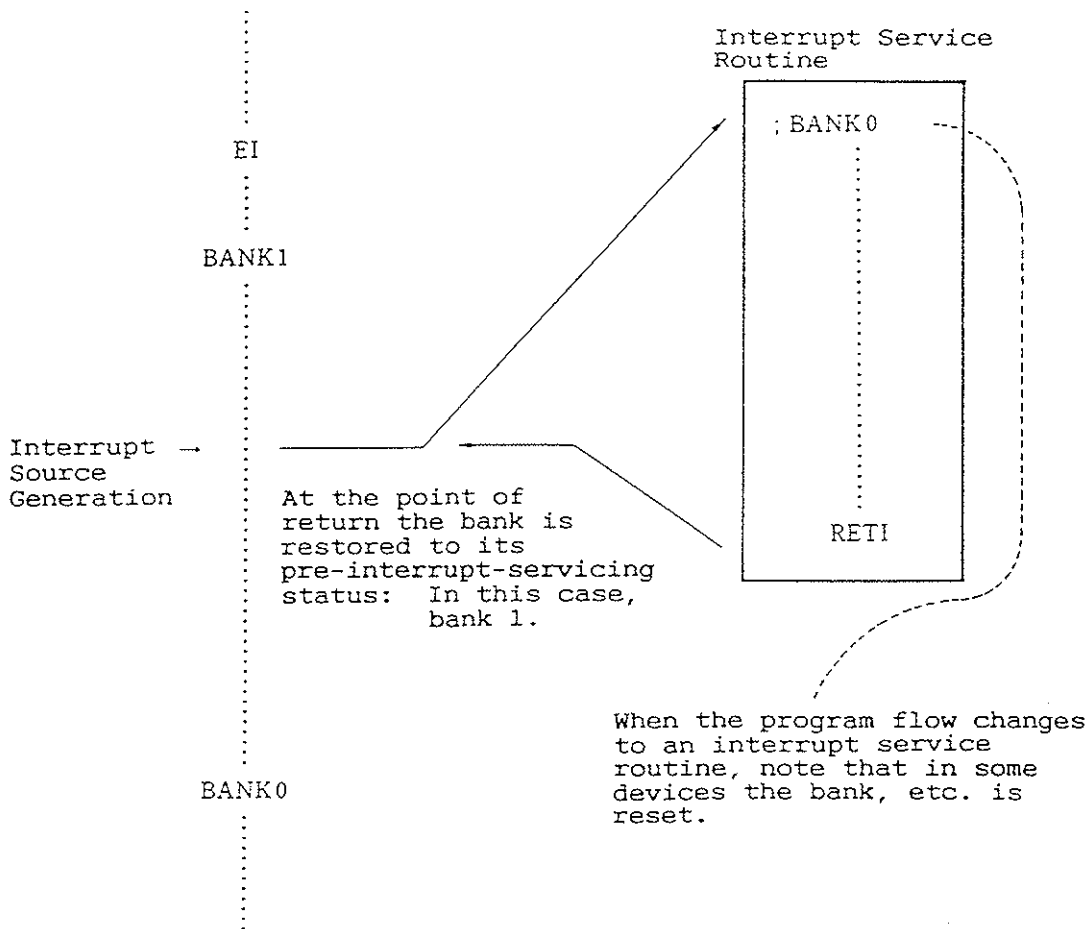 Interrupt Service
Routine
; BANK0
EI
BANK1
Interrupt →
Source
Generation
At the point of
return the bank is
restored to its
pre-interrupt-servicing
status: In this case,
bank 1.
RETI
When the program flow changes
to an interrupt service
routine, note that in some
devices the bank, etc. is
reset.
BANK0